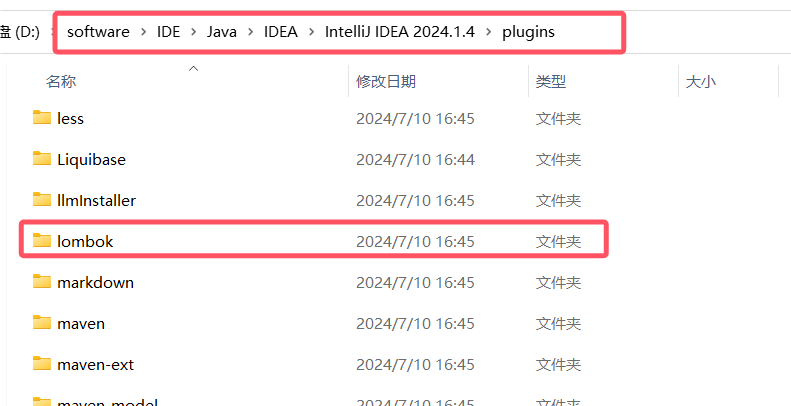 盘 (D:) › software › IDE › Java › IDEA › IntelliJ IDEA 2024.1.4 › plugins
名称 修改日期 类型 大小
less 2024/7/10 16:45 文件夹
Liquibase 2024/7/10 16:44 文件夹
llmInstaller 2024/7/10 16:45 文件夹
lombok 2024/7/10 16:45 文件夹
markdown 2024/7/10 16:45 文件夹
maven 2024/7/10 16:45 文件夹
maven-ext 2024/7/10 16:45 文件夹
maven-model 2024/7/10 16:45 文件夹